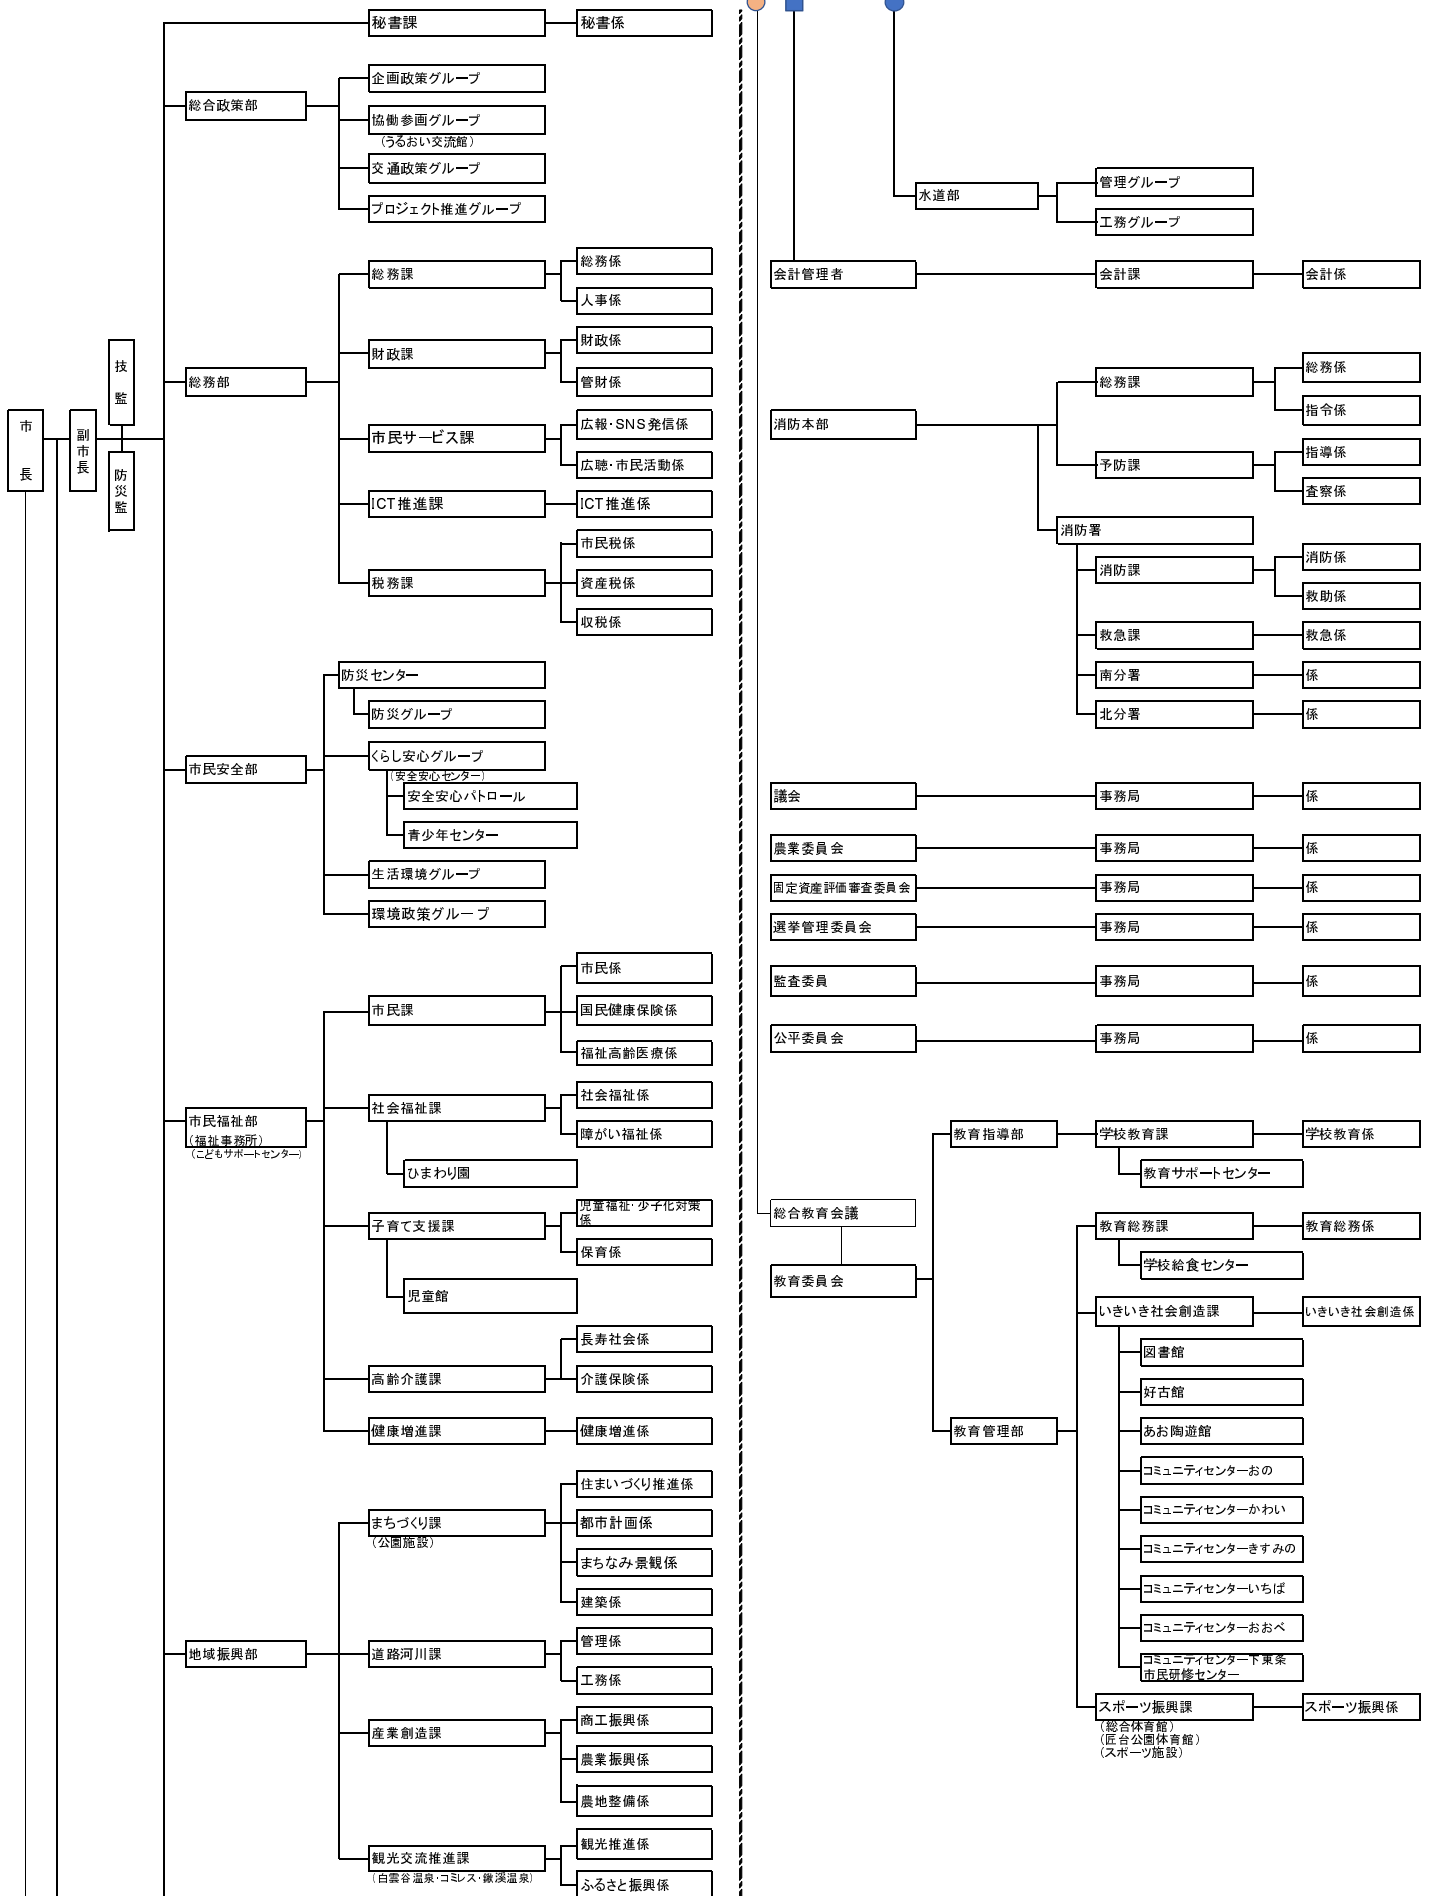 秘書課
秘書係
総合政策部
企画政策グループ
協働参画グループ
（うるおい交流館）
交通政策グループ
プロジェクト推進グループ
市長
副市長
技監
防災監
総務部
総務課
総務係
人事係
財政課
財政係
管財係
市民サービス課
広報・SNS発信係
広聴・市民活動係
ICT推進課
ICT推進係
税務課
市民税係
資産税係
収税係
市民安全部
防災センター
防災グループ
くらし安心グループ
（安全安心センター）
安全安心パトロール
青少年センター
生活環境グループ
環境政策グループ
市民福祉部
（福祉事務所）
（こどもサポートセンター）
市民課
市民係
国民健康保険係
福祉高齢医療係
社会福祉課
社会福祉係
障がい福祉係
ひまわり園
子育て支援課
児童福祉・少子化対策
係
保育係
児童館
高齢介護課
長寿社会係
介護保険係
健康増進課
健康増進係
地域振興部
まちづくり課
（公園施設）
住まいづくり推進係
都市計画係
まちなみ景観係
建築係
道路河川課
管理係
工務係
産業創造課
商工振興係
農業振興係
農地整備係
観光交流推進課
（白雲谷温泉・コミレス・鍬渓温泉）
観光推進係
ふるさと振興係
水道部
管理グループ
工務グループ
会計管理者
会計課
会計係
消防本部
総務課
総務係
指令係
予防課
指導係
査察係
消防署
消防課
消防係
救助係
救急課
救急係
南分署
係
北分署
係
議会
事務局
係
農業委員会
事務局
係
固定資産評価審査委員会
事務局
係
選挙管理委員会
事務局
係
監査委員
事務局
係
公平委員会
事務局
係
総合教育会議
教育委員会
教育指導部
学校教育課
学校教育係
教育サポートセンター
教育管理部
教育総務課
教育総務係
学校給食センター
いきいき社会創造課
いきいき社会創造係
図書館
好古館
あお陶遊館
コミュニティセンターおの
コミュニティセンターかわい
コミュニティセンターきすみの
コミュニティセンターいちば
コミュニティセンターおおべ
コミュニティセンター下東条
市民研修センター
スポーツ振興課
スポーツ振興係
（総合体育館）
（匠台公園体育館）
（スポーツ施設）